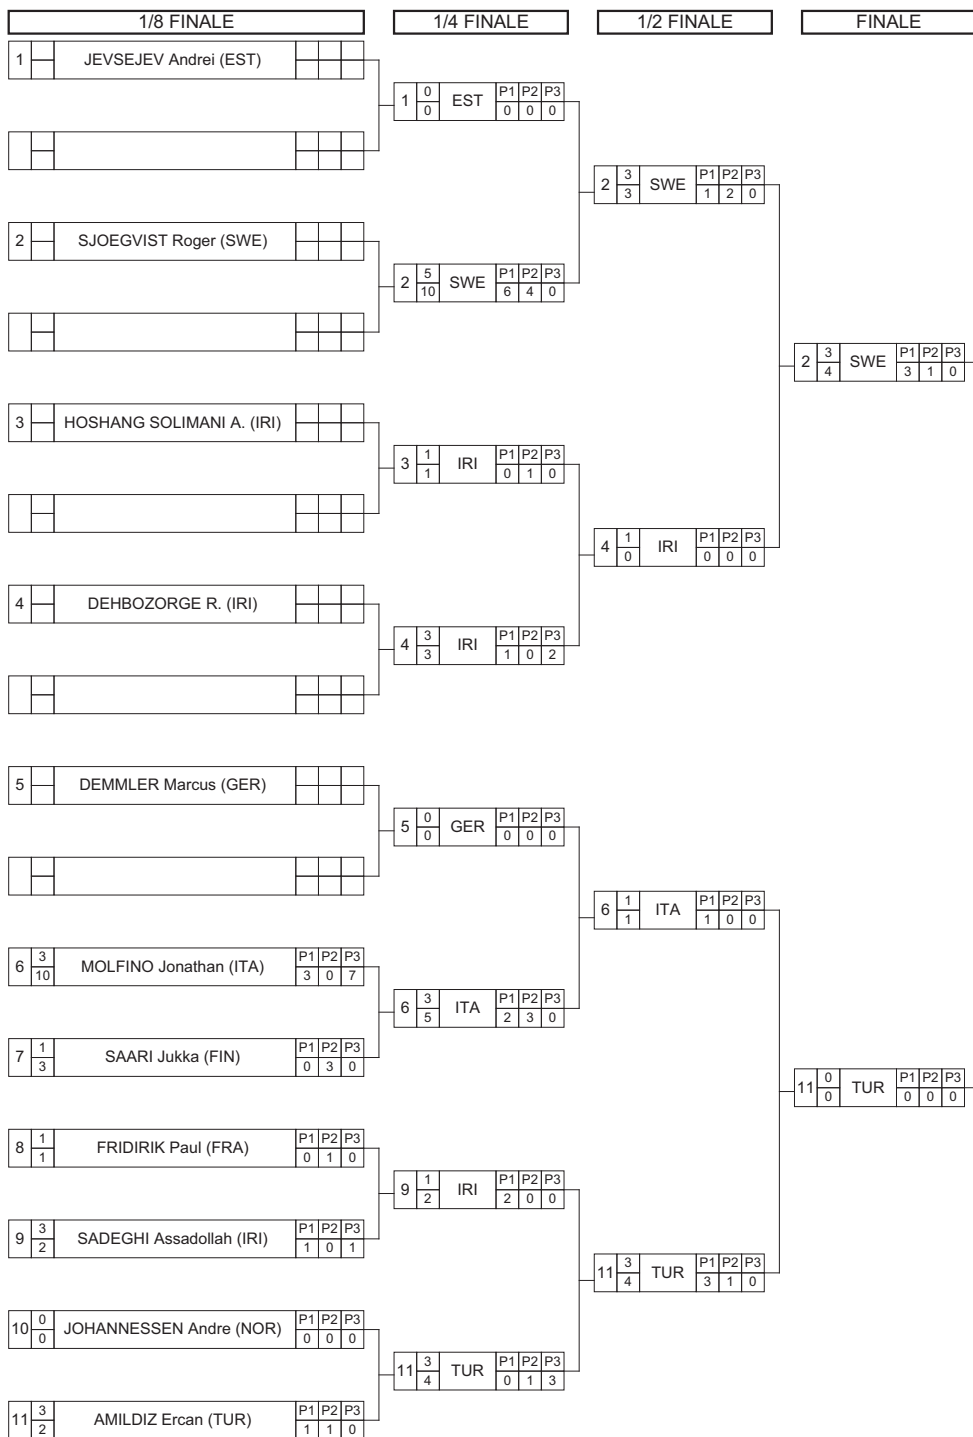 1/8 FINALE 1/4 FINALE 1/2 FINALE FINALE
1 JEVSEJEV Andrei (EST)
1 0 0 EST P1 P2 P3 0 0 0
2 3 3 SWE P1 P2 P3 1 2 0
2 SJOEGVIST Roger (SWE)
2 5 10 SWE P1 P2 P3 6 4 0
2 3 4 SWE P1 P2 P3 3 1 0
3 HOSHANG SOLIMANI A. (IRI)
3 1 1 IRI P1 P2 P3 0 1 0
4 1 0 IRI P1 P2 P3 0 0 0
4 DEHBOZORGE R. (IRI)
4 3 3 IRI P1 P2 P3 1 0 2
5 DEMMLER Marcus (GER)
5 0 0 GER P1 P2 P3 0 0 0
6 1 1 ITA P1 P2 P3 1 0 0
6 3 10 MOLFINO Jonathan (ITA) P1 P2 P3 3 0 7
6 3 5 ITA P1 P2 P3 2 3 0
7 1 3 SAARI Jukka (FIN) P1 P2 P3 0 3 0
11 0 0 TUR P1 P2 P3 0 0 0
8 1 1 FRIDIRIK Paul (FRA) P1 P2 P3 0 1 0
9 1 2 IRI P1 P2 P3 2 0 0
9 3 2 SADEGHI Assadollah (IRI) P1 P2 P3 1 0 1
11 3 4 TUR P1 P2 P3 3 1 0
10 0 0 JOHANNESSEN Andre (NOR) P1 P2 P3 0 0 0
11 3 4 TUR P1 P2 P3 0 1 3
11 3 2 AMILDIZ Ercan (TUR) P1 P2 P3 1 1 0